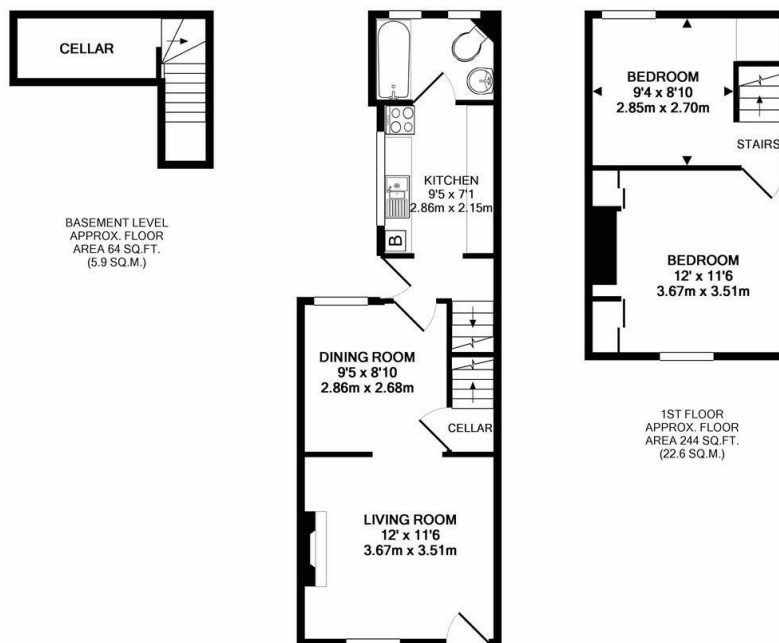 CELLAR
BASEMENT LEVEL
APPROX. FLOOR
AREA 64 SQ.FT.
(5.9 SQ.M.)
KITCHEN
9'5 x 7'1
2.86m x 2.15m
B
DINING ROOM
9'5 x 8'10
2.86m x 2.68m
CELLAR
LIVING ROOM
12' x 11'6
3.67m x 3.51m
BEDROOM
9'4 x 8'10
2.85m x 2.70m
STAIRS
BEDROOM
12' x 11'6
3.67m x 3.51m
1ST FLOOR
APPROX. FLOOR
AREA 244 SQ.FT.
(22.6 SQ.M.)